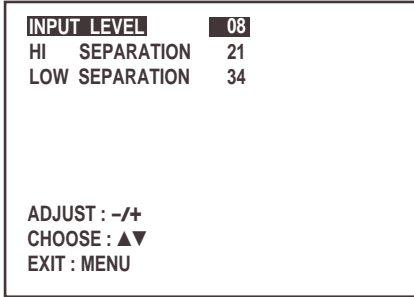 INPUT LEVEL 08
HI SEPARATION 21
LOW SEPARATION 34
ADJUST : -/+
CHOOSE : ▲▼
EXIT : MENU